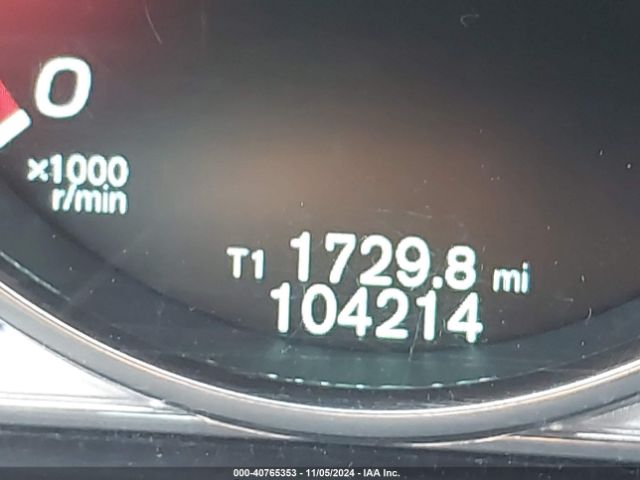 0
×1000
r/min
T1 1729.8 mi
104214
000-40765353 - 11/05/2024 - IAA Inc.